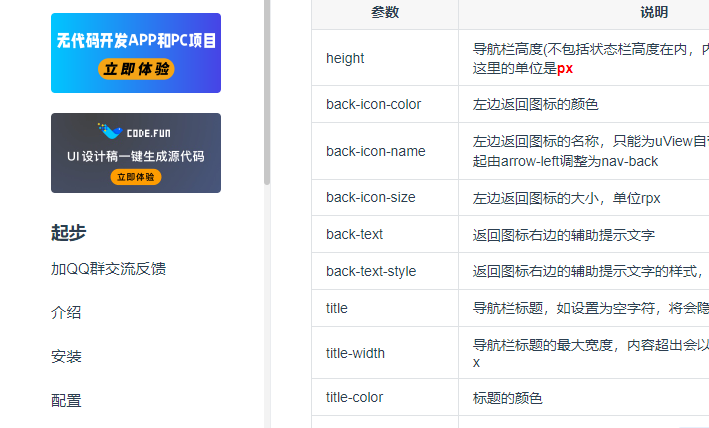 无代码开发APP和PC项目
立即体验
CODE.FUN
UI设计稿一键生成源代码
立即体验
起步
加QQ群交流反馈
介绍
安装
配置
参数 说明
height 导航栏高度(不包括状态栏高度在内，内
这里的单位是px
back-icon-color 左边返回图标的颜色
back-icon-name 左边返回图标的名称，只能为uView自
起由arrow-left调整为nav-back
back-icon-size 左边返回图标的大小，单位rpx
back-text 返回图标右边的辅助提示文字
back-text-style 返回图标右边的辅助提示文字的样式，
title 导航栏标题，如设置为空字符，将会隐
title-width 导航栏标题的最大宽度，内容超出会以
x
title-color 标题的颜色